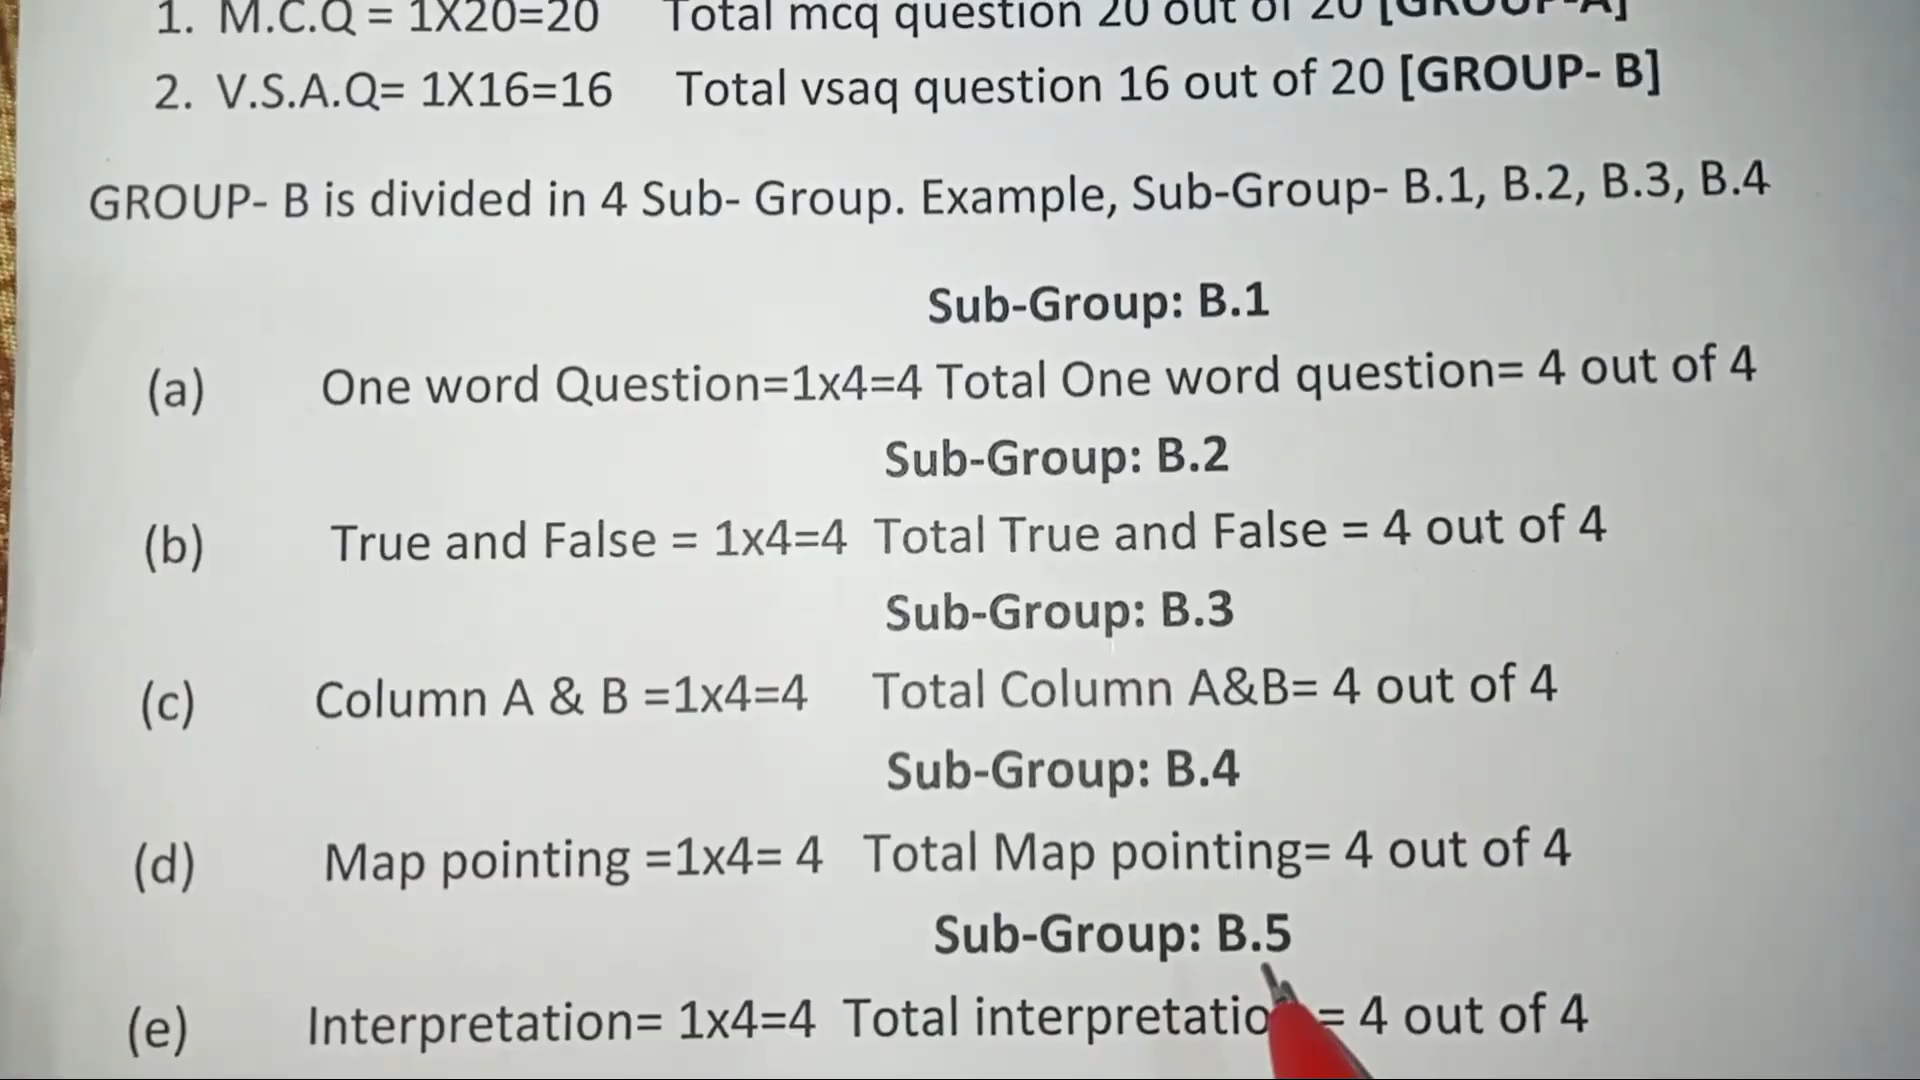 1. M.C.Q = 1X20=20 Total mcq question 20 out of 20 [GROUP-A]
2. V.S.A.Q= 1X16=16 Total vsaq question 16 out of 20 [GROUP- B]
GROUP- B is divided in 4 Sub- Group. Example, Sub-Group- B.1, B.2, B.3, B.4
Sub-Group: B.1
(a) One word Question=1x4=4 Total One word question= 4 out of 4
Sub-Group: B.2
(b) True and False = 1x4=4 Total True and False = 4 out of 4
Sub-Group: B.3
(c) Column A & B =1x4=4 Total Column A&B= 4 out of 4
Sub-Group: B.4
(d) Map pointing =1x4= 4 Total Map pointing= 4 out of 4
Sub-Group: B.5
(e) Interpretation= 1x4=4 Total interpretation = 4 out of 4